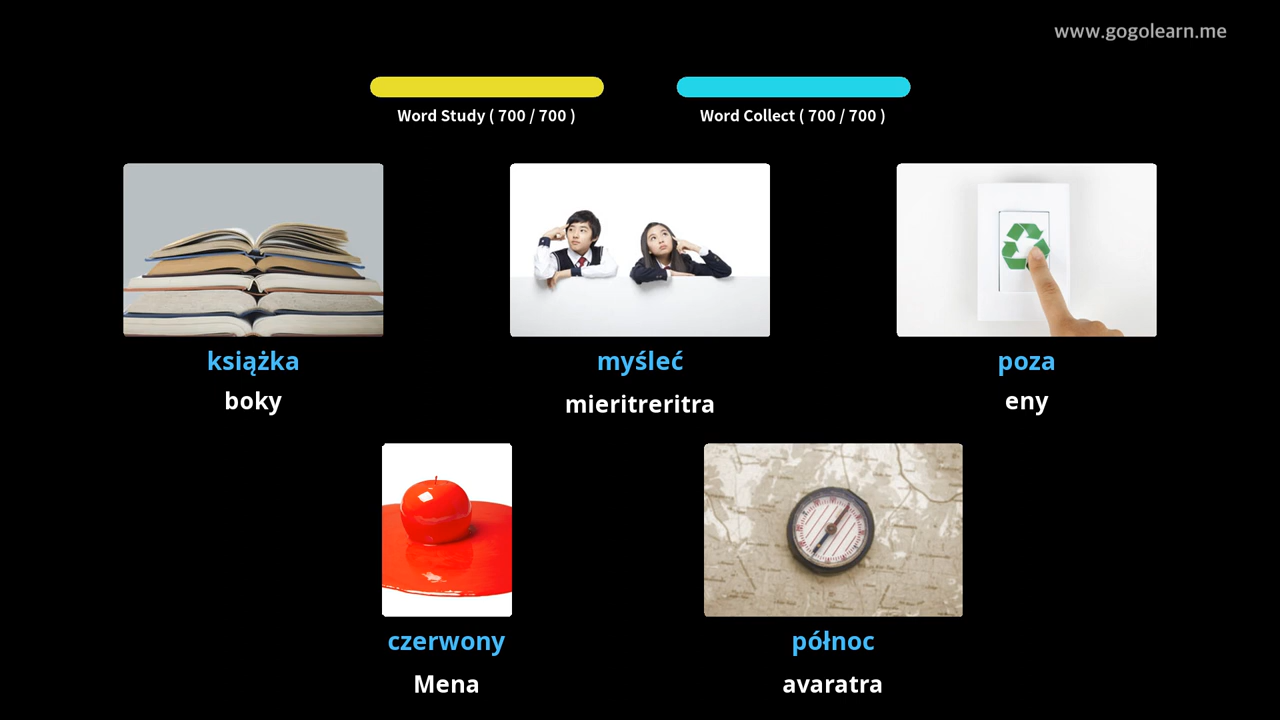 www.gogolearn.me
Word Study ( 700 / 700 )
Word Collect ( 700 / 700 )
książka
boky
myśleć
mieritreritra
poza
eny
czerwony
Mena
północ
avaratra